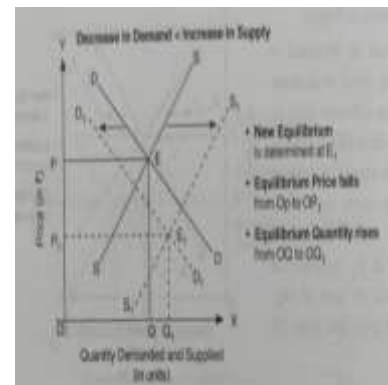 Decrease in Demand < Increase in Supply
Y
S
D
D₁
S₁
P
E
P₁
E₁
S
D
S₁
D₁
O
Q
Q₁
X
Price (in ₹)
Quantity Demanded and Supplied
(in units)
• New Equilibrium
is determined at E₁
• Equilibrium Price falls
from Op to OP₁
• Equilibrium Quantity rises
from OQ to OQ₁